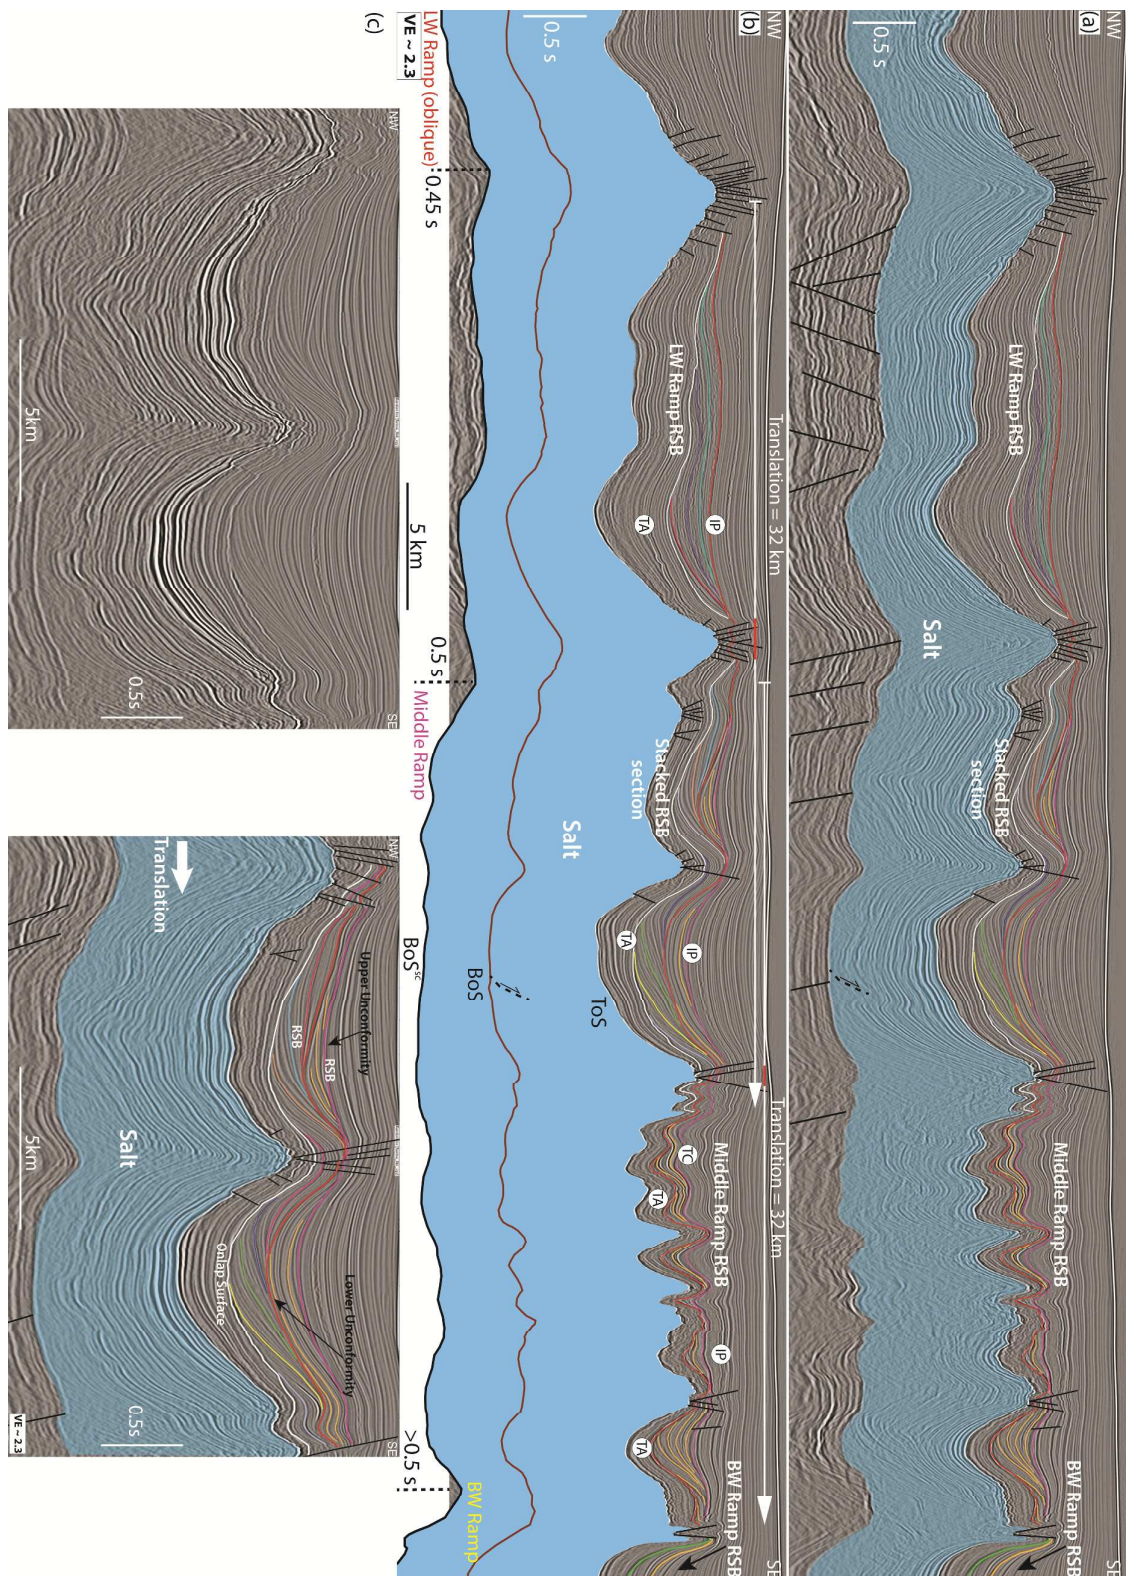 (a)
NW
SE
0.5 s
LW Ramp RSB
Stacked RSB
section
Middle Ramp RSB
BW Ramp RSB
Salt
(b)
NW
SE
Translation = 32 km
Translation = 32 km
0.5 s
LW Ramp RSB
IP
TA
Stacked RSB
section
IP
TA
Middle Ramp RSB
TC
TA
IP
TA
BW Ramp RSB
Salt
ToS
BoS
BoSsc
VE ~ 2.3
LW Ramp (oblique)
0.45 s
5 km
0.5 s
Middle Ramp
>0.5 s
BW Ramp
(c)
NW
SE
5km
0.5s
NW
SE
Translation
Upper Unconformity
RSB
RSB
Lower Unconformity
Onlap Surface
Salt
5km
0.5s
VE ~ 2.3